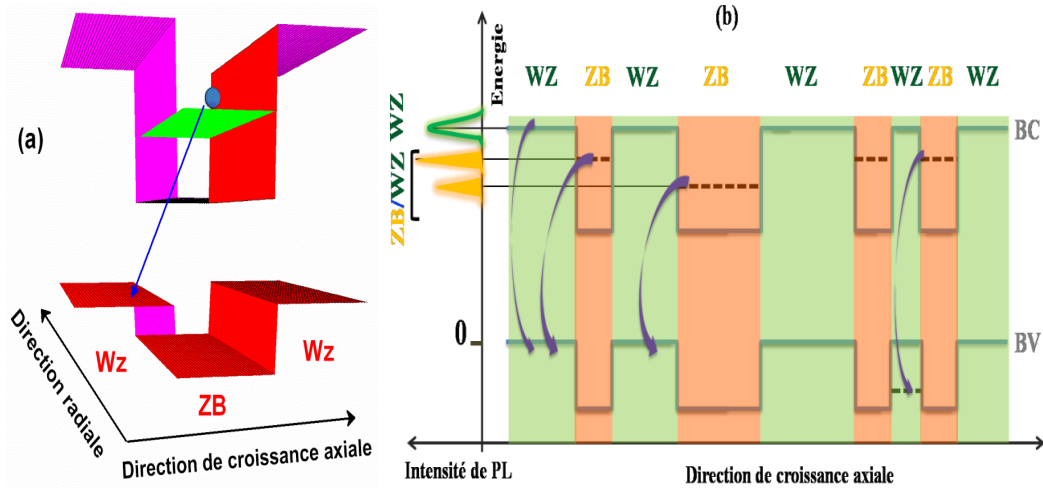 (a)
Wz
Wz
ZB
Direction radiale
Direction de croissance axiale
(b)
Energie
WZ ZB WZ ZB WZ ZB WZ ZB WZ
WZ
ZB/WZ
BC
0
BV
Intensité de PL
Direction de croissance axiale